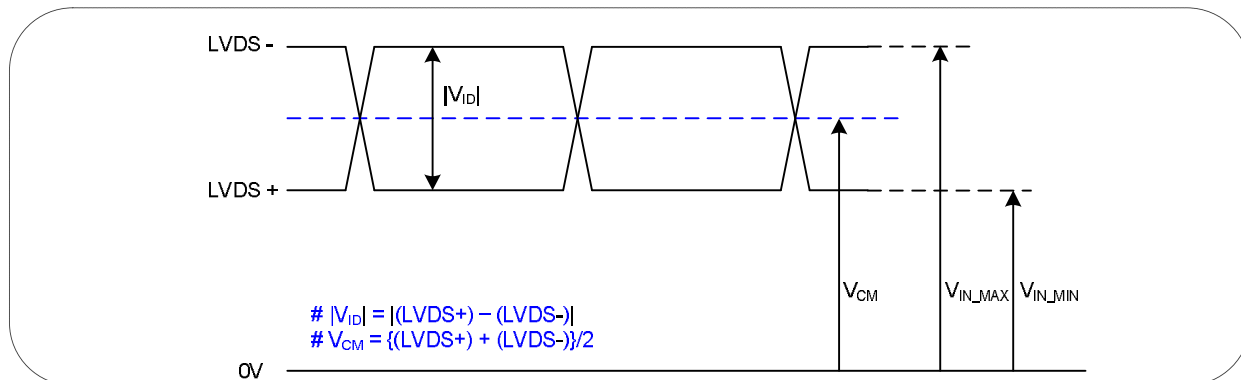 LVDS -
|VID|
LVDS +
VCM
VIN_MAX
VIN_MIN
# |VID| = |(LVDS+) – (LVDS-)|
# VCM = {(LVDS+) + (LVDS-)}/2
0V